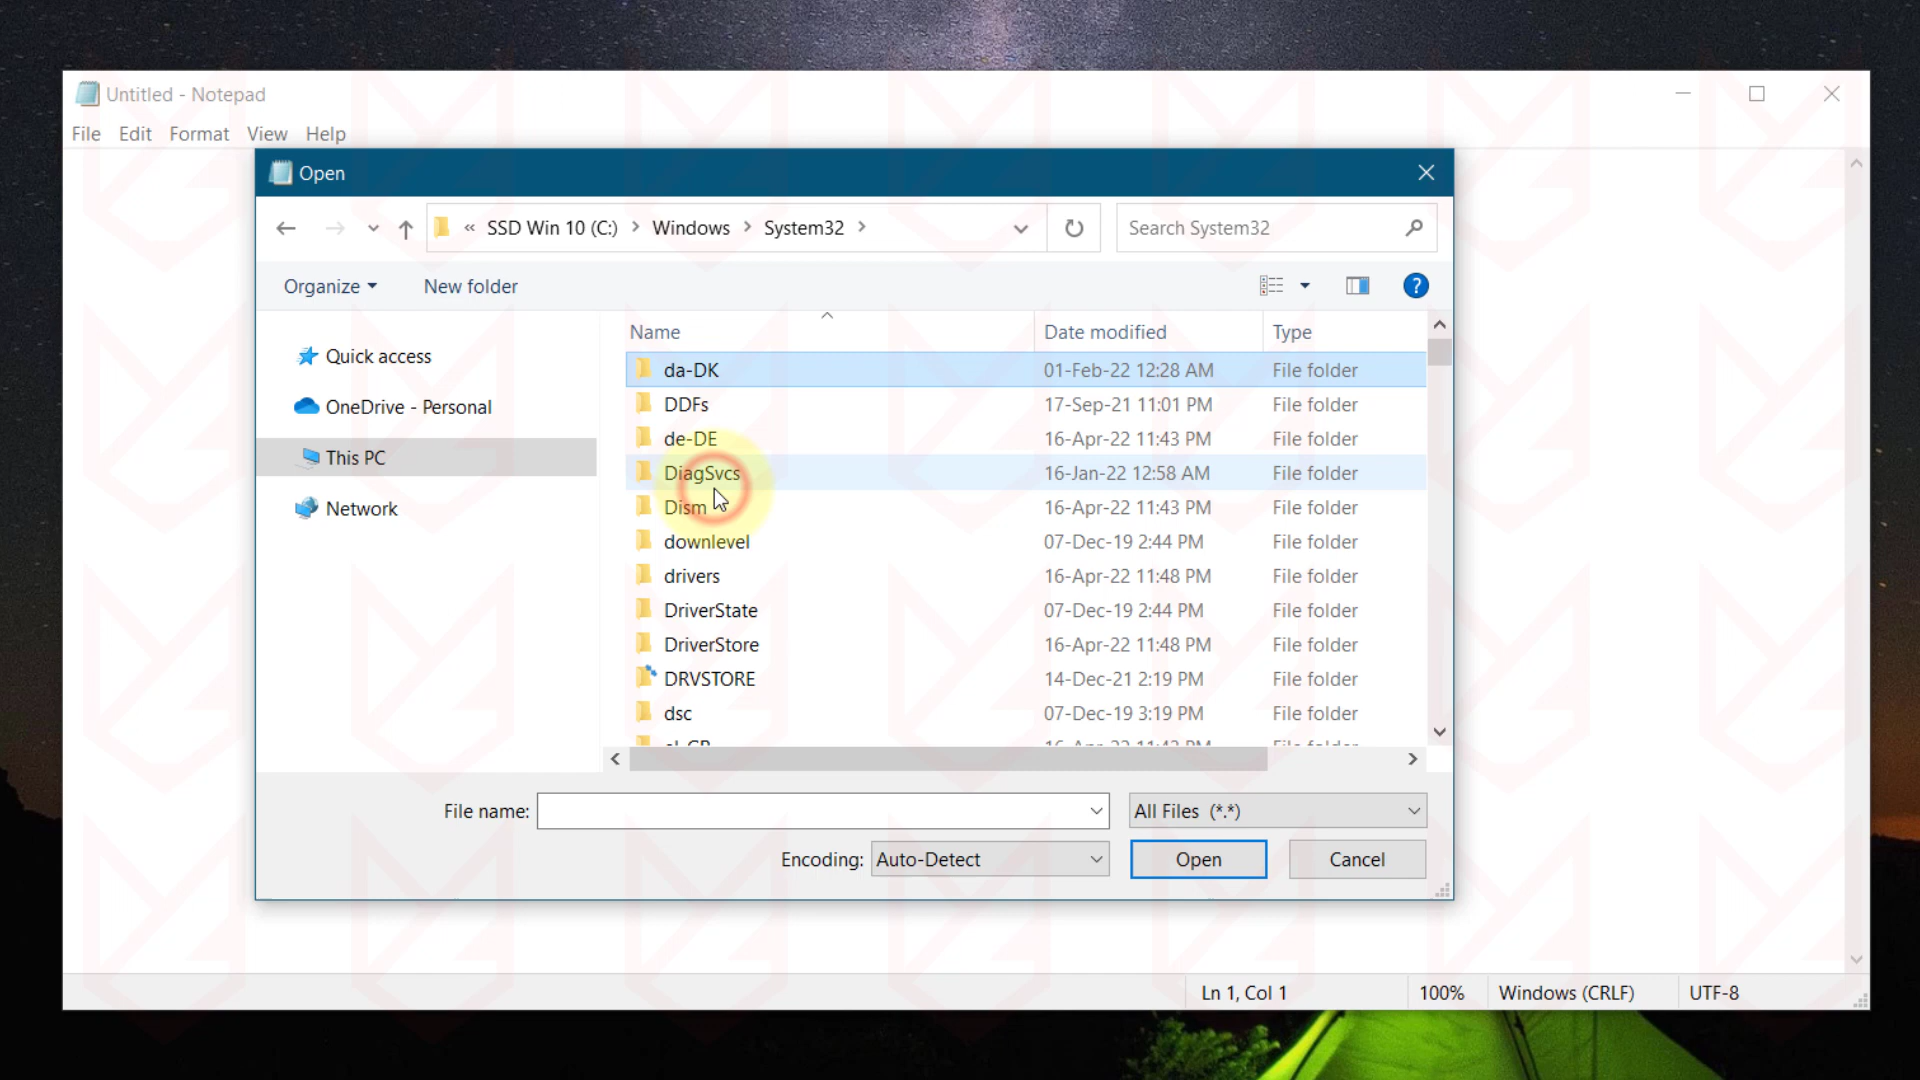 Untitled - Notepad
File Edit Format View Help
Open
« SSD Win 10 (C:) > Windows > System32 >
Search System32
Organize New folder
Name Date modified Type
Quick access
OneDrive - Personal
This PC
Network
da-DK 01-Feb-22 12:28 AM File folder
DDFs 17-Sep-21 11:01 PM File folder
de-DE 16-Apr-22 11:43 PM File folder
DiagSvcs 16-Jan-22 12:58 AM File folder
Dism 16-Apr-22 11:43 PM File folder
downlevel 07-Dec-19 2:44 PM File folder
drivers 16-Apr-22 11:48 PM File folder
DriverState 07-Dec-19 2:44 PM File folder
DriverStore 16-Apr-22 11:48 PM File folder
DRVSTORE 14-Dec-21 2:19 PM File folder
dsc 07-Dec-19 3:19 PM File folder
File name: All Files (*.*)
Encoding: Auto-Detect Open Cancel
Ln 1, Col 1 100% Windows (CRLF) UTF-8